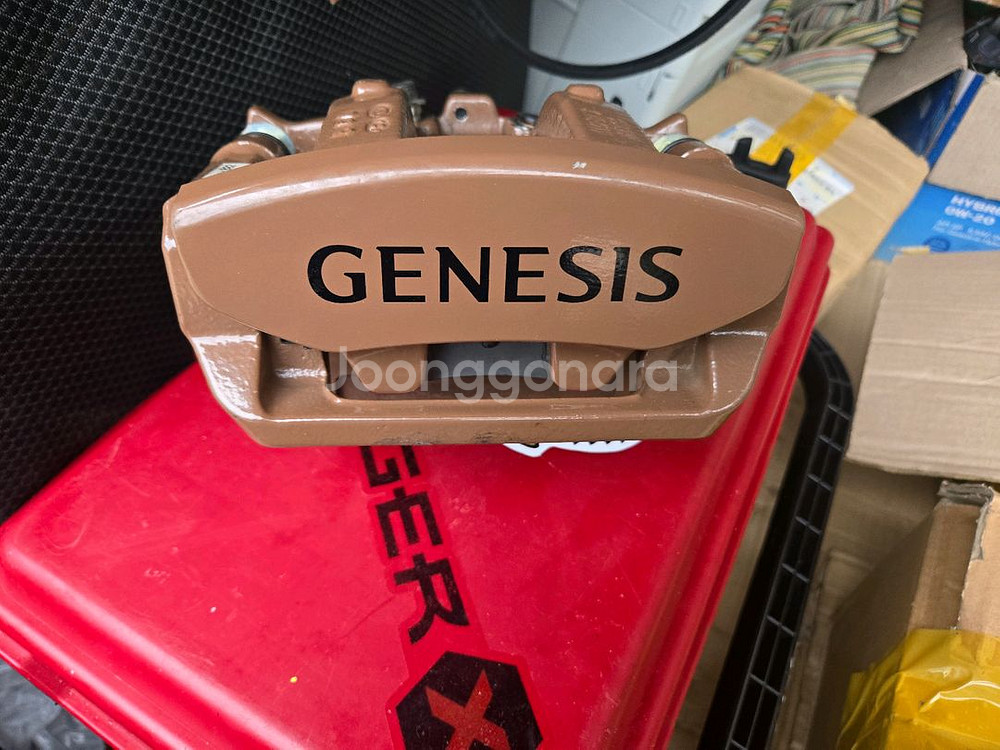 GENESIS
Joonggonara
GER
X
HYBR
0W-20